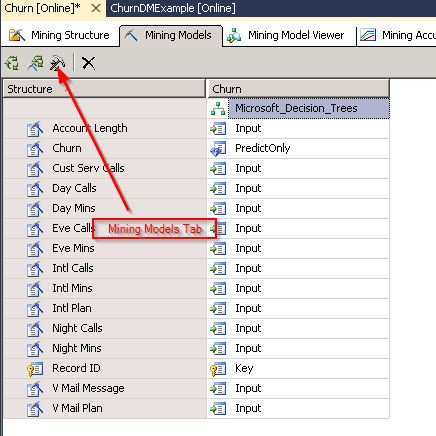 Churn [Online]* ChurnDMExample [Online]
Mining Structure Mining Models Mining Model Viewer Mining Accu
Structure Churn
Microsoft_Decision_Trees
Account Length Input
Churn PredictOnly
Cust Serv Calls Input
Day Calls Input
Day Mins Input
Eve Calls Mining Models Tab Input
Eve Mins Input
Intl Calls Input
Intl Mins Input
Intl Plan Input
Night Calls Input
Night Mins Input
Record ID Key
V Mail Message Input
V Mail Plan Input